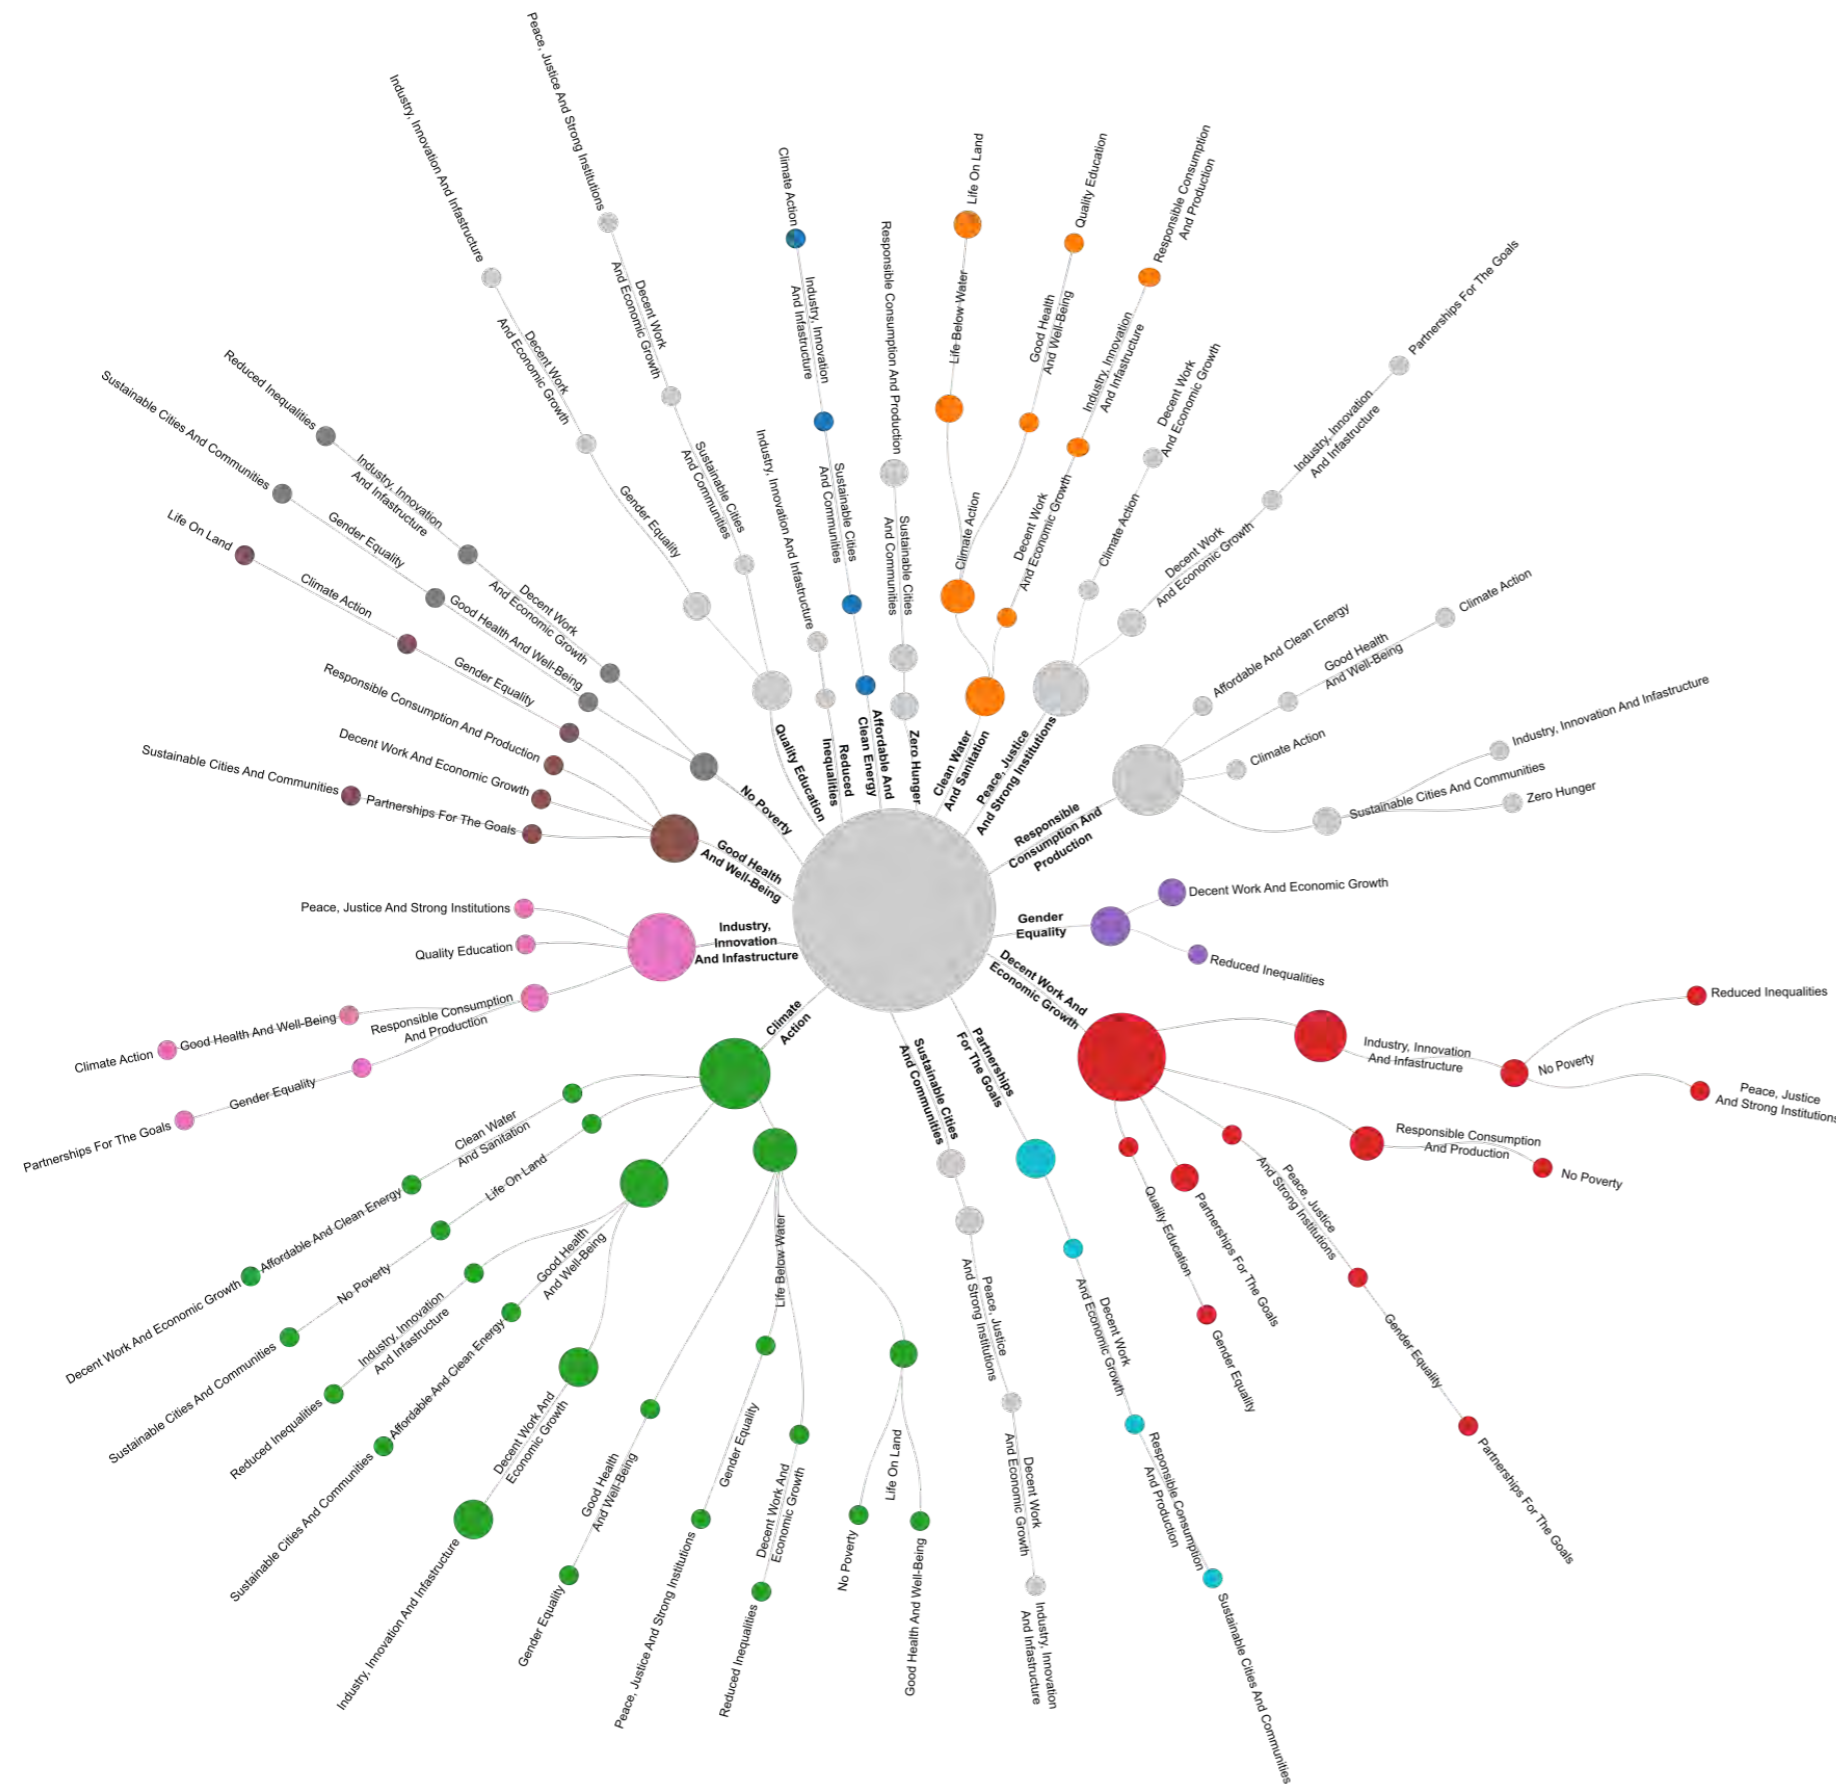 Peace, Justice And Strong Institutions
Industry, Innovation And Infastructure
Decent Work
And Economic Growth
Decent Work
And Economic Growth
Gender Equality
Sustainable Cities
And Communities
Quality Education
Industry, Innovation And Infastructure
Reduced
Inequalities
Climate Action
Industry, Innovation
And Infastructure
Sustainable Cities
And Communities
Affordable And
Clean Energy
Responsible Consumption And Production
Sustainable Cities
And Communities
Zero Hunger
Life On Land
Life Below Water
Quality Education
Good Health
And Well-Being
Climate Action
Responsible Consumption
And Production
Industry, Innovation
And Infastructure
Decent Work
And Economic Growth
Clean Water
And Sanitation
Decent Work
And Economic Growth
Climate Action
Partnerships For The Goals
Industry, Innovation
And Infastructure
Decent Work
And Economic Growth
Peace, Justice
And Strong Institutions
Affordable And Clean Energy
Climate Action
Good Health
And Well-Being
Climate Action
Industry, Innovation And Infastructure
Sustainable Cities And Communities
Zero Hunger
Responsible
Consumption And
Production
Decent Work And Economic Growth
Reduced Inequalities
Gender
Equality
Decent Work And
Economic Growth
Reduced Inequalities
Industry, Innovation
And Infastructure
No Poverty
Peace, Justice
And Strong Institutions
Responsible Consumption
And Production
No Poverty
Peace, Justice
And Strong Institutions
Gender Equality
Partnerships For The Goals
Partnerships For The Goals
Quality Education
Gender Equality
Partnerships
For The Goals
Decent Work
And Economic Growth
Responsible Consumption
And Production
Sustainable Cities And Communities
Sustainable Cities
And Communities
Peace, Justice
And Strong Institutions
Decent Work
And Economic Growth
Industry, Innovation
And Infastructure
Climate
Action
Life Below Water
Life On Land
No Poverty
Good Health And Well-Being
Decent Work And
Economic Growth
Reduced Inequalities
Gender Equality
Peace, Justice And Strong Institutions
Good Health
And Well-Being
Gender Equality
Good Health
And Well-Being
Decent Work And
Economic Growth
Industry, Innovation And Infastructure
Affordable And Clean Energy
Sustainable Cities And Communities
Industry, Innovation
And Infrastructure
Reduced Inequalities
Life On Land
No Poverty
Sustainable Cities And Communities
Clean Water
And Sanitation
Affordable And Clean Energy
Decent Work And Economic Growth
Industry,
Innovation
And Infastructure
Peace, Justice And Strong Institutions
Quality Education
Responsible Consumption
And Production
Good Health And Well-Being
Climate Action
Gender Equality
Partnerships For The Goals
Good Health
And Well-Being
Partnerships For The Goals
Sustainable Cities And Communities
Decent Work And Economic Growth
Responsible Consumption And Production
Gender Equality
Climate Action
Life On Land
No Poverty
Good Health And Well-Being
Gender Equality
Sustainable Cities And Communities
Decent Work
And Economic Growth
Industry, Innovation
And Infastructure
Reduced Inequalities